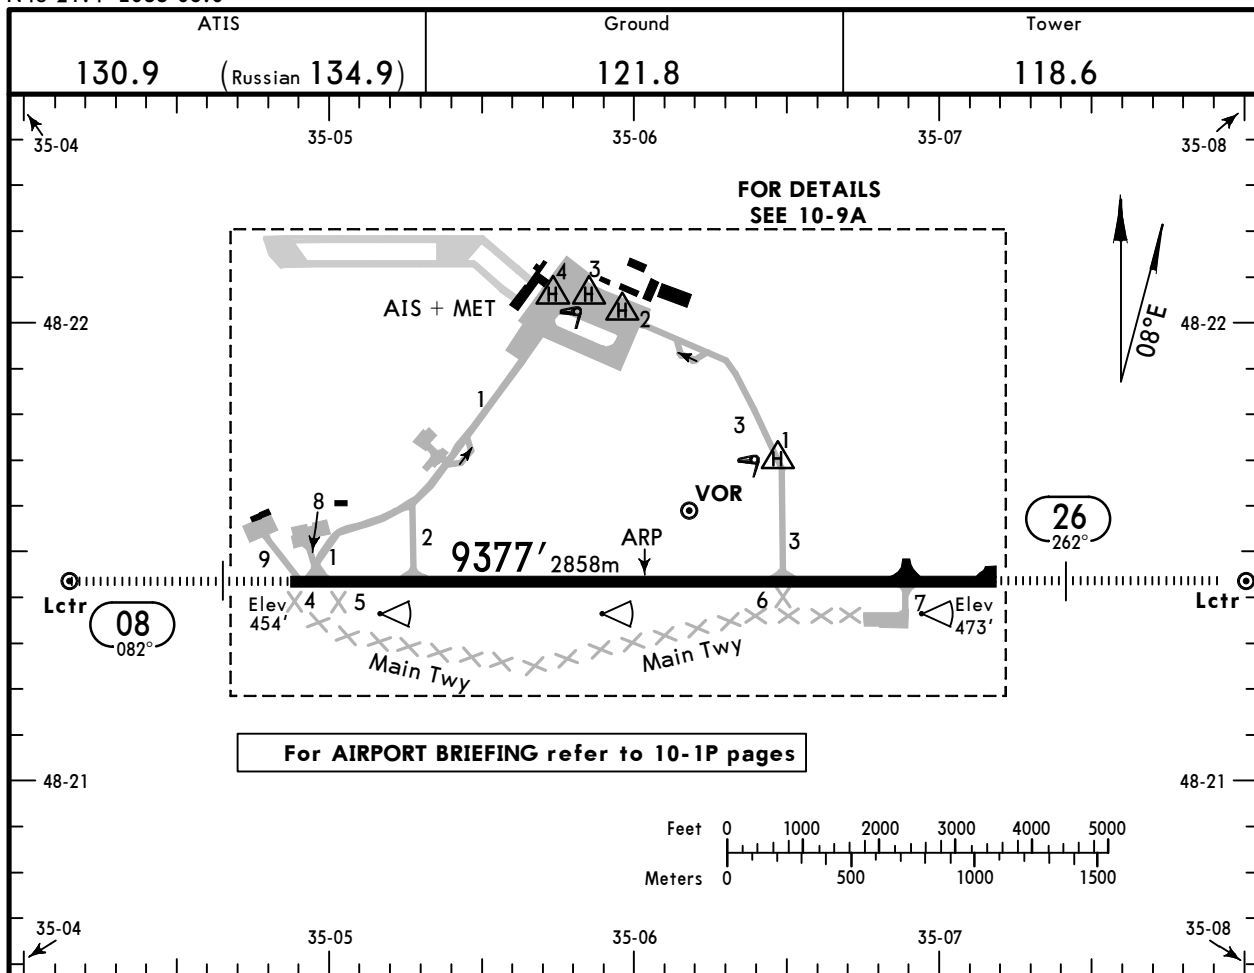 ATIS
Ground
Tower
130.9 (Russian 134.9)
121.8
118.6
35-04
35-05
35-06
35-07
35-08
FOR DETAILS
SEE 10-9A
4
3
H
H
H
2
AIS + MET
48-22
48-22
08°E
1
3
1
H
VOR
8
26
262°
9
1
2
9377' 2858m
ARP
3
Lctr
08
082°
Elev
454'
4
5
6
7
Elev
473'
Lctr
Main Twy
Main Twy
For AIRPORT BRIEFING refer to 10-1P pages
48-21
48-21
Feet 0 1000 2000 3000 4000 5000
Meters 0 500 1000 1500
35-04
35-05
35-06
35-07
35-08